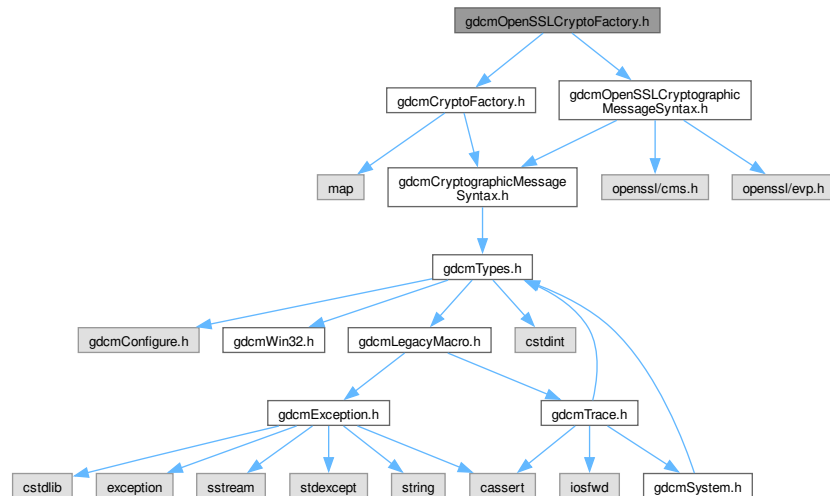 gdcmOpenSSLCryptoFactory.h
gdcmCryptoFactory.h
gdcmOpenSSLCryptographic
MessageSyntax.h
map
gdcmCryptographicMessage
Syntax.h
openssl/cms.h
openssl/evp.h
gdcmTypes.h
gdcmConfigure.h
gdcmWin32.h
gdcmLegacyMacro.h
cstdint
gdcmException.h
gdcmTrace.h
cstdlib
exception
sstream
stdexcept
string
cassert
iosfwd
gdcmSystem.h